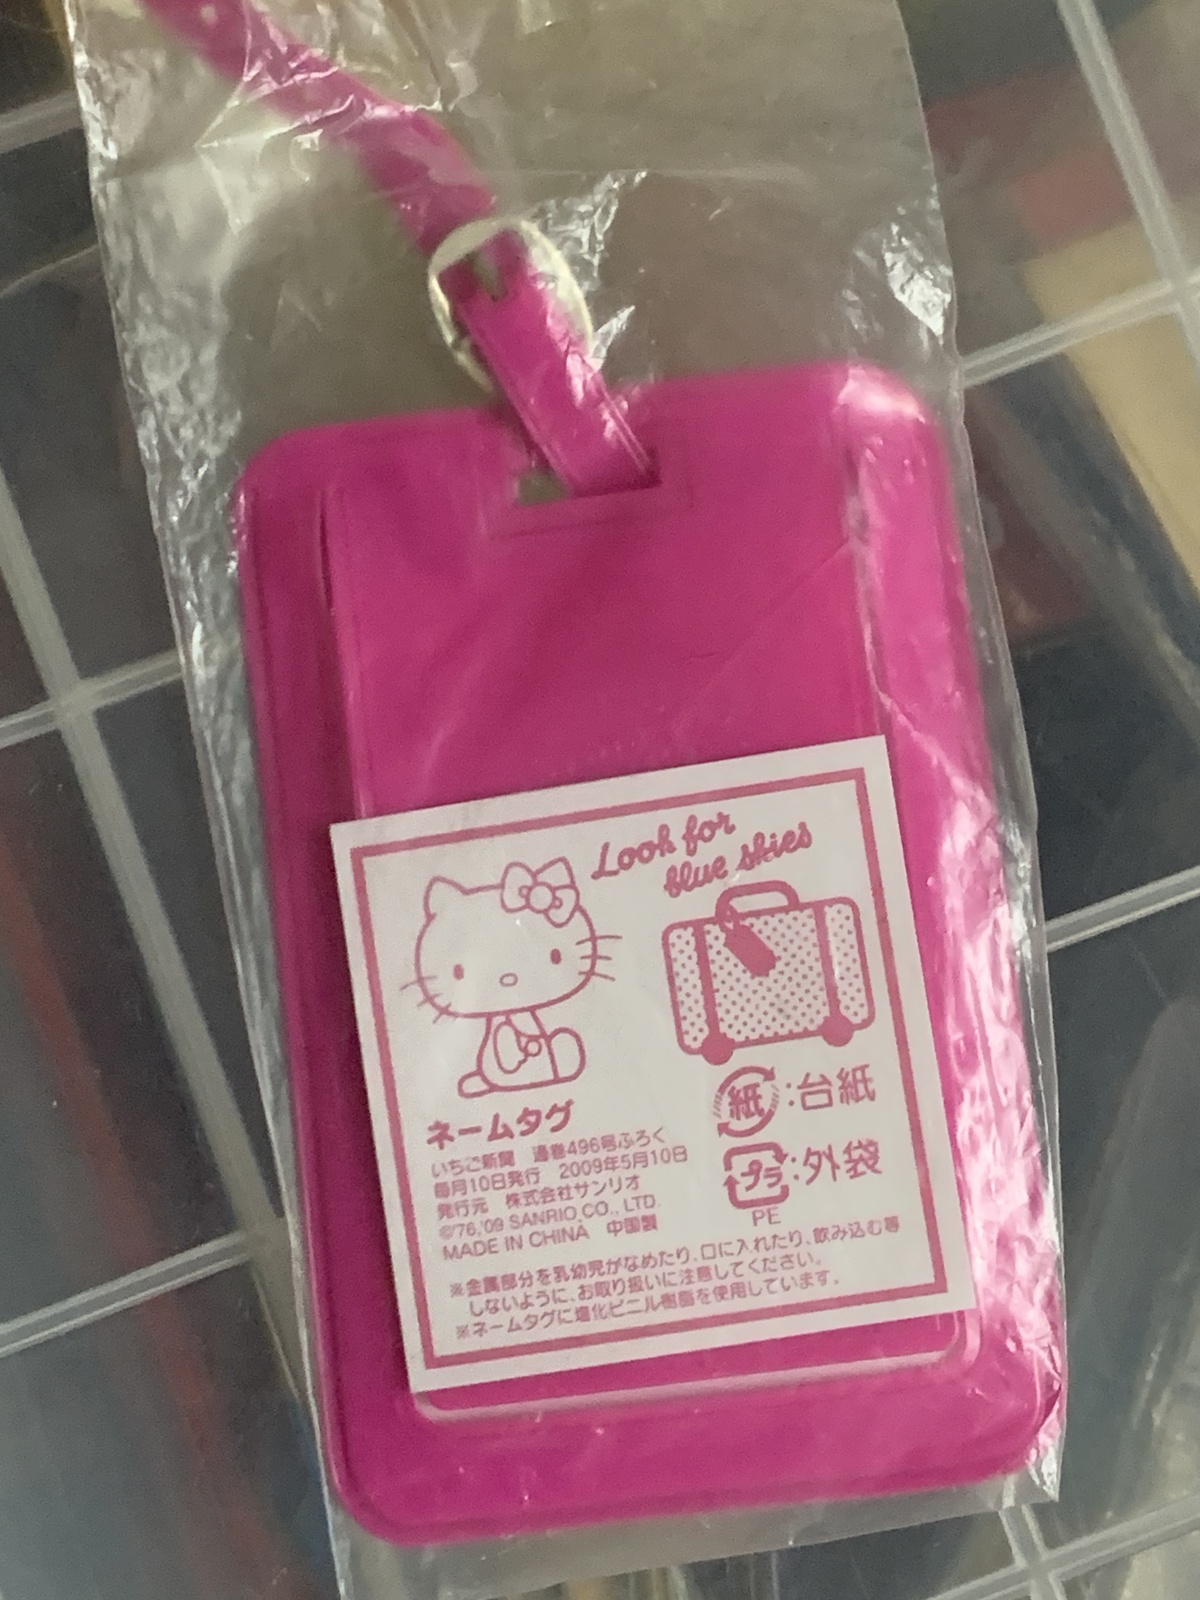 Look for
blue skies
ネームタグ
いちご新聞 通巻496号ふろく
毎月10日発行 2009年5月10日
発行元 株式会社サンリオ
©'76,'09 SANRIO CO., LTD.
MADE IN CHINA 中国製
紙:台紙
プラ:外袋
PE
※金属部分を乳幼児がなめたり、口に入れたり、飲み込む等
しないように、お取り扱いに注意してください。
※ネームタグに塩化ビニル樹脂を使用しています。